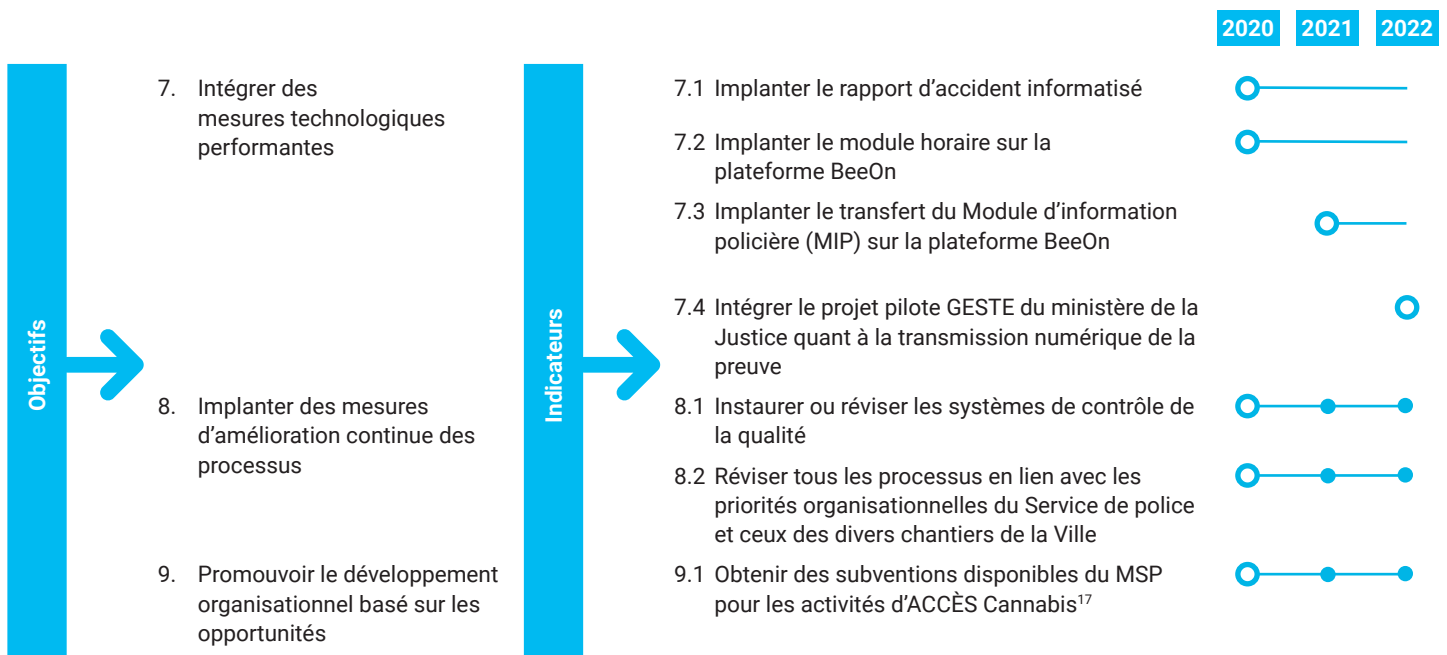 2020 2021 2022
Objectifs
7. Intégrer des
mesures technologiques
performantes
Indicateurs
7.1 Implanter le rapport d'accident informatisé
7.2 Implanter le module horaire sur la
plateforme BeeOn
7.3 Implanter le transfert du Module d'information
policière (MIP) sur la plateforme BeeOn
7.4 Intégrer le projet pilote GESTE du ministère de la
Justice quant à la transmission numérique de la
preuve
8. Implanter des mesures
d'amélioration continue des
processus
8.1 Instaurer ou réviser les systèmes de contrôle de
la qualité
8.2 Réviser tous les processus en lien avec les
priorités organisationnelles du Service de police
et ceux des divers chantiers de la Ville
9. Promouvoir le développement
organisationnel basé sur les
opportunités
9.1 Obtenir des subventions disponibles du MSP
pour les activités d'ACCÈS Cannabis17